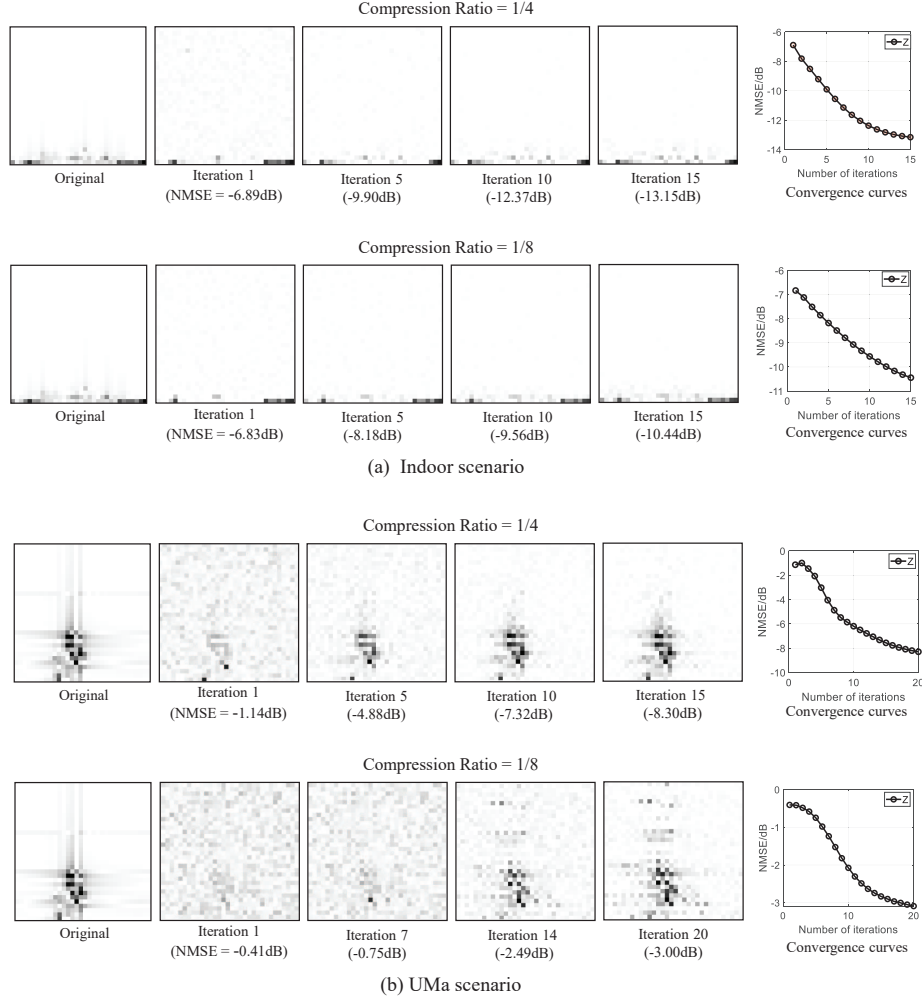 Compression Ratio = 1/4
Original
Iteration 1
(NMSE = -6.89dB)
Iteration 5
(-9.90dB)
Iteration 10
(-12.37dB)
Iteration 15
(-13.15dB)
Z
NMSE/dB
-6
-8
-10
-12
-14
0
5
10
15
Number of iterations
Convergence curves
Compression Ratio = 1/8
Original
Iteration 1
(NMSE = -6.83dB)
Iteration 5
(-8.18dB)
Iteration 10
(-9.56dB)
Iteration 15
(-10.44dB)
Z
NMSE/dB
-6
-7
-8
-9
-10
-11
0
5
10
15
Number of iterations
Convergence curves
(a) Indoor scenario
Compression Ratio = 1/4
Original
Iteration 1
(NMSE = -1.14dB)
Iteration 5
(-4.88dB)
Iteration 10
(-7.32dB)
Iteration 15
(-8.30dB)
Z
NMSE/dB
0
-2
-4
-6
-8
-10
0
10
20
Number of iterations
Convergence curves
Compression Ratio = 1/8
Original
Iteration 1
(NMSE = -0.41dB)
Iteration 7
(-0.75dB)
Iteration 14
(-2.49dB)
Iteration 20
(-3.00dB)
Z
NMSE/dB
0
-1
-2
-3
0
10
20
Number of iterations
Convergence curves
(b) UMa scenario